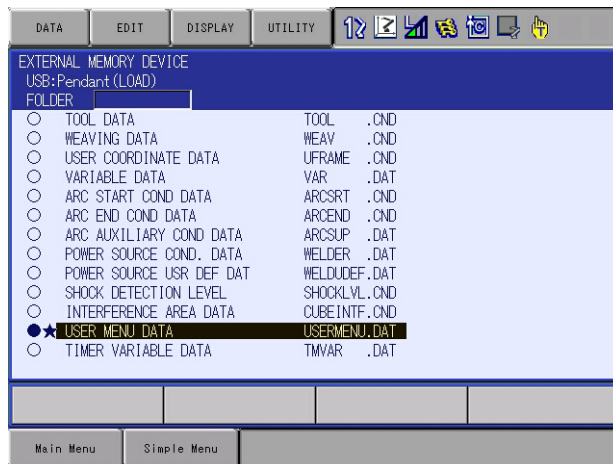 DATA EDIT DISPLAY UTILITY
EXTERNAL MEMORY DEVICE
USB:Pendant(LOAD)
FOLDER
TOOL DATA TOOL .CND
WEAVING DATA WEAV .CND
USER COORDINATE DATA UFRAME .CND
VARIABLE DATA VAR .DAT
ARC START COND DATA ARCSRT .CND
ARC END COND DATA ARCEND .CND
ARC AUXILIARY COND DATA ARCSUP .DAT
POWER SOURCE COND. DATA WELDER .DAT
POWER SOURCE USR DEF DAT WELDUDEF.DAT
SHOCK DETECTION LEVEL SHOCKLVL.CND
INTERFERENCE AREA DATA CUBEINTF.CND
★ USER MENU DATA USERMENU.DAT
TIMER VARIABLE DATA TMVAR .DAT
Main Menu Simple Menu